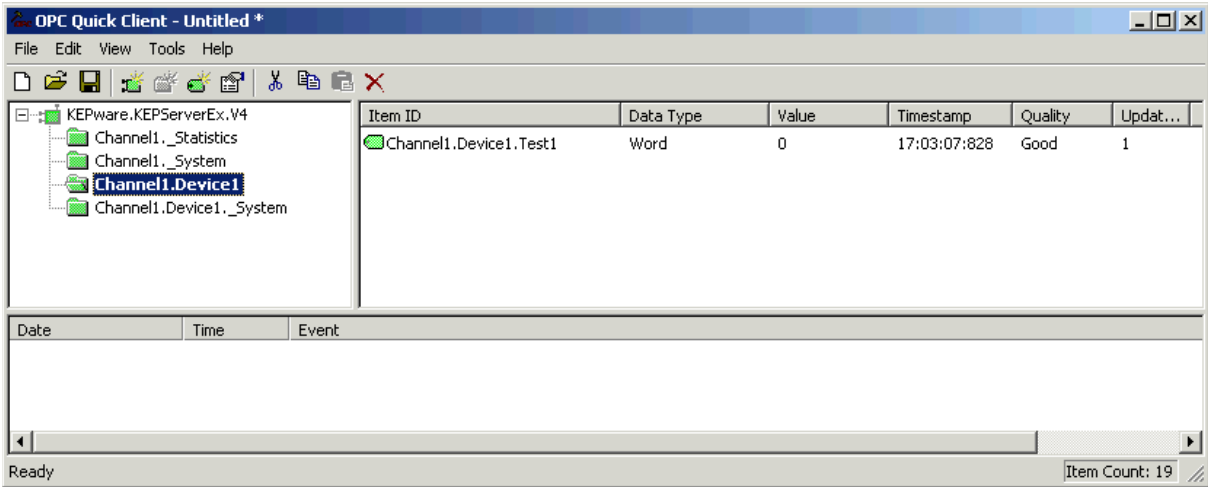 OPC Quick Client - Untitled *
File Edit View Tools Help
KEPware.KEPServerEx.V4
Channel1._Statistics
Channel1._System
Channel1.Device1
Channel1.Device1._System
Item ID Data Type Value Timestamp Quality Updat...
Channel1.Device1.Test1 Word 0 17:03:07:828 Good 1
Date Time Event
Ready Item Count: 19